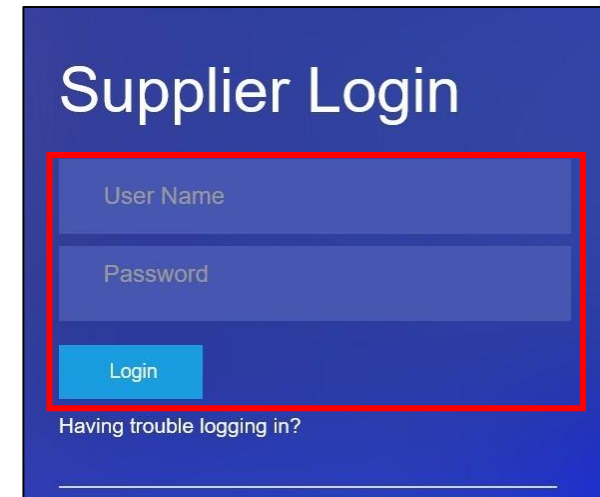 Supplier Login
User Name
Password
Login
Having trouble logging in?